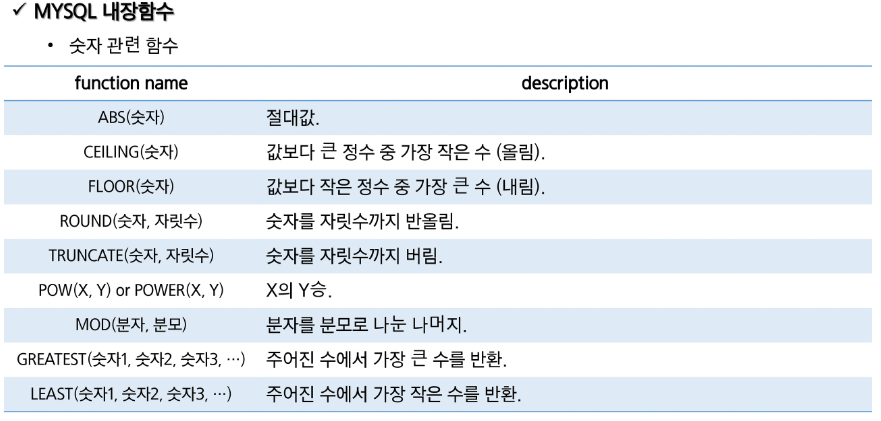 ✓ MYSQL 내장함수
• 숫자 관련 함수
function name description
ABS(숫자) 절대값.
CEILING(숫자) 값보다 큰 정수 중 가장 작은 수 (올림).
FLOOR(숫자) 값보다 작은 정수 중 가장 큰 수 (내림).
ROUND(숫자, 자릿수) 숫자를 자릿수까지 반올림.
TRUNCATE(숫자, 자릿수) 숫자를 자릿수까지 버림.
POW(X, Y) or POWER(X, Y) X의 Y승.
MOD(분자, 분모) 분자를 분모로 나눈 나머지.
GREATEST(숫자1, 숫자2, 숫자3, …) 주어진 수에서 가장 큰 수를 반환.
LEAST(숫자1, 숫자2, 숫자3, …) 주어진 수에서 가장 작은 수를 반환.